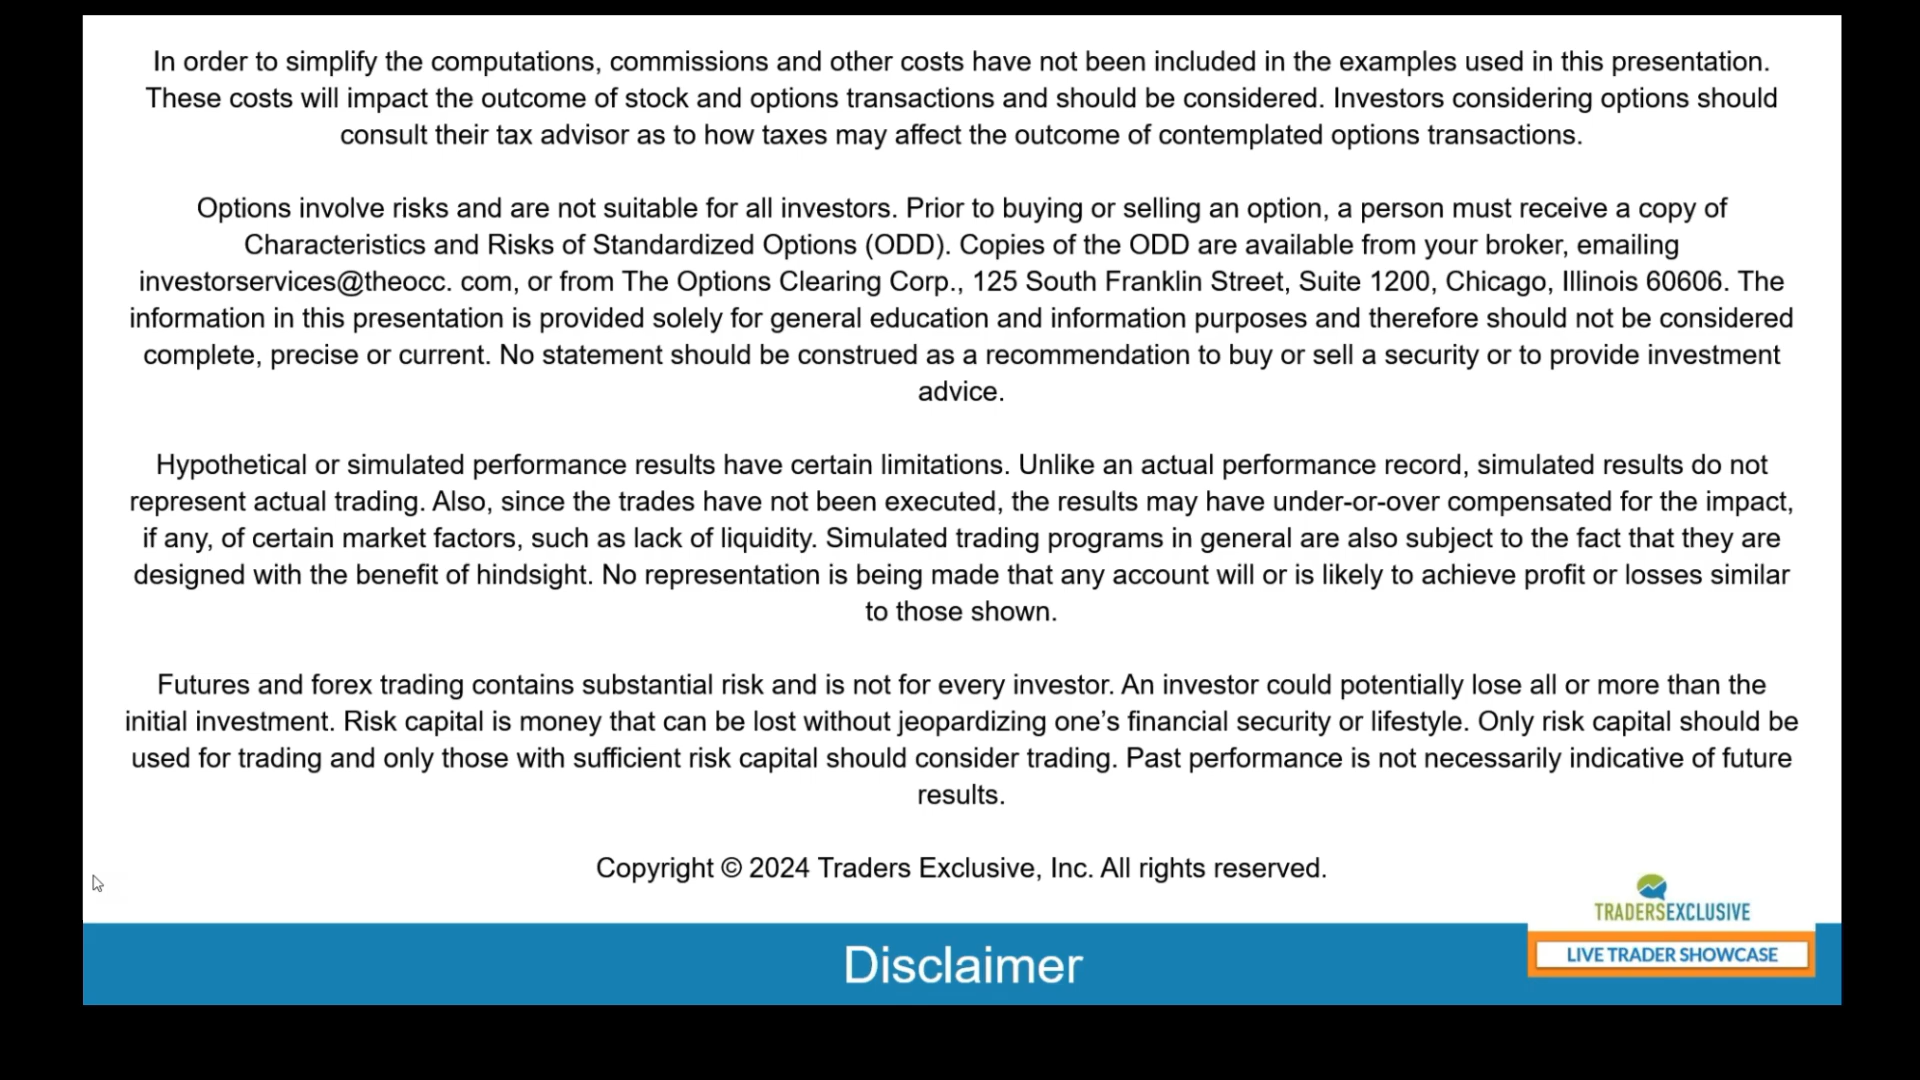 In order to simplify the computations, commissions and other costs have not been included in the examples used in this presentation.
These costs will impact the outcome of stock and options transactions and should be considered. Investors considering options should
consult their tax advisor as to how taxes may affect the outcome of contemplated options transactions.
Options involve risks and are not suitable for all investors. Prior to buying or selling an option, a person must receive a copy of
Characteristics and Risks of Standardized Options (ODD). Copies of the ODD are available from your broker, emailing
investorservices@theocc. com, or from The Options Clearing Corp., 125 South Franklin Street, Suite 1200, Chicago, Illinois 60606. The
information in this presentation is provided solely for general education and information purposes and therefore should not be considered
complete, precise or current. No statement should be construed as a recommendation to buy or sell a security or to provide investment
advice.
Hypothetical or simulated performance results have certain limitations. Unlike an actual performance record, simulated results do not
represent actual trading. Also, since the trades have not been executed, the results may have under-or-over compensated for the impact,
if any, of certain market factors, such as lack of liquidity. Simulated trading programs in general are also subject to the fact that they are
designed with the benefit of hindsight. No representation is being made that any account will or is likely to achieve profit or losses similar
to those shown.
Futures and forex trading contains substantial risk and is not for every investor. An investor could potentially lose all or more than the
initial investment. Risk capital is money that can be lost without jeopardizing one’s financial security or lifestyle. Only risk capital should be
used for trading and only those with sufficient risk capital should consider trading. Past performance is not necessarily indicative of future
results.
Copyright © 2024 Traders Exclusive, Inc. All rights reserved.
TRADERSEXCLUSIVE
LIVE TRADER SHOWCASE
Disclaimer